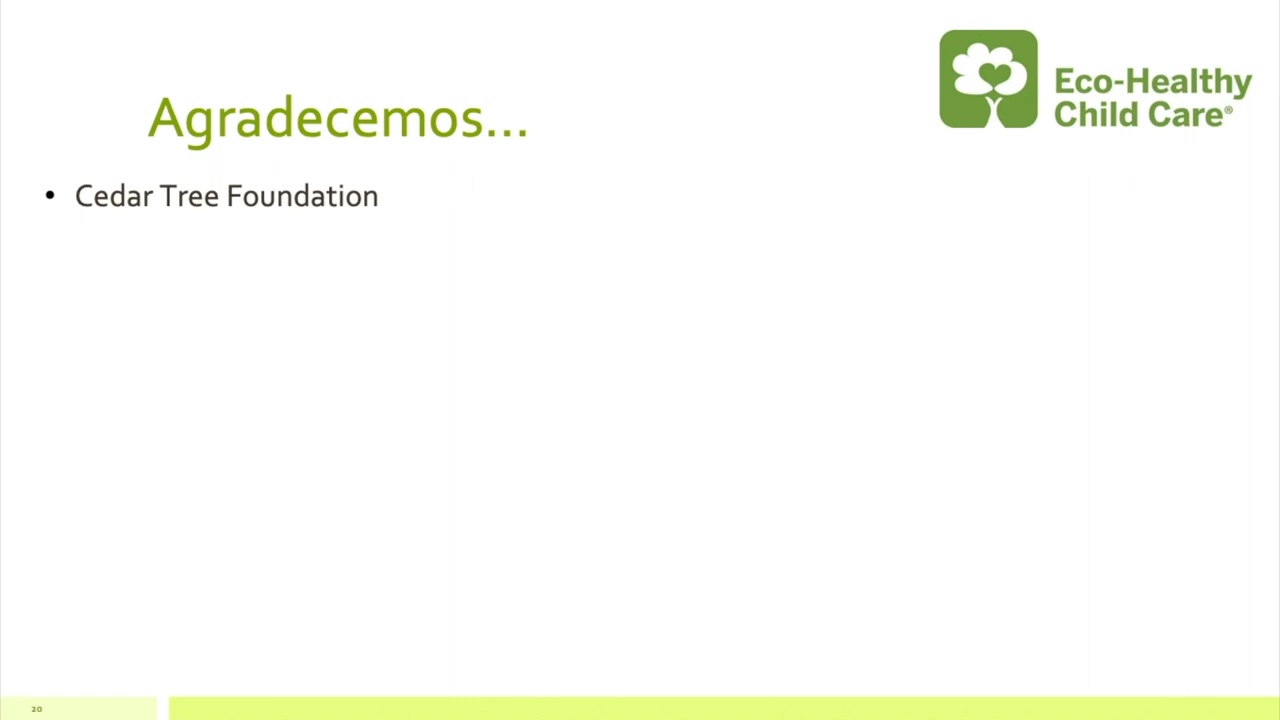 Eco-Healthy
Child Care®
Agradecemos...
• Cedar Tree Foundation
20